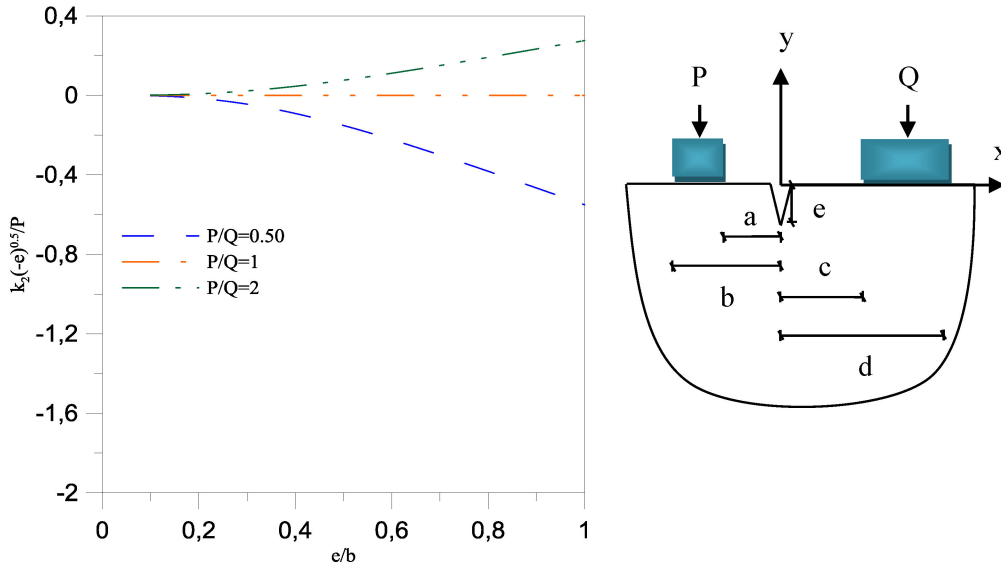 0,4
0
-0,4
-0,8
-1,2
-1,6
-2
0
0,2
0,4
0,6
0,8
1
e/b
k₂(-e)⁰·⁵/P
P/Q=0.50
P/Q=1
P/Q=2
y
P
Q
x
e
a
c
b
d